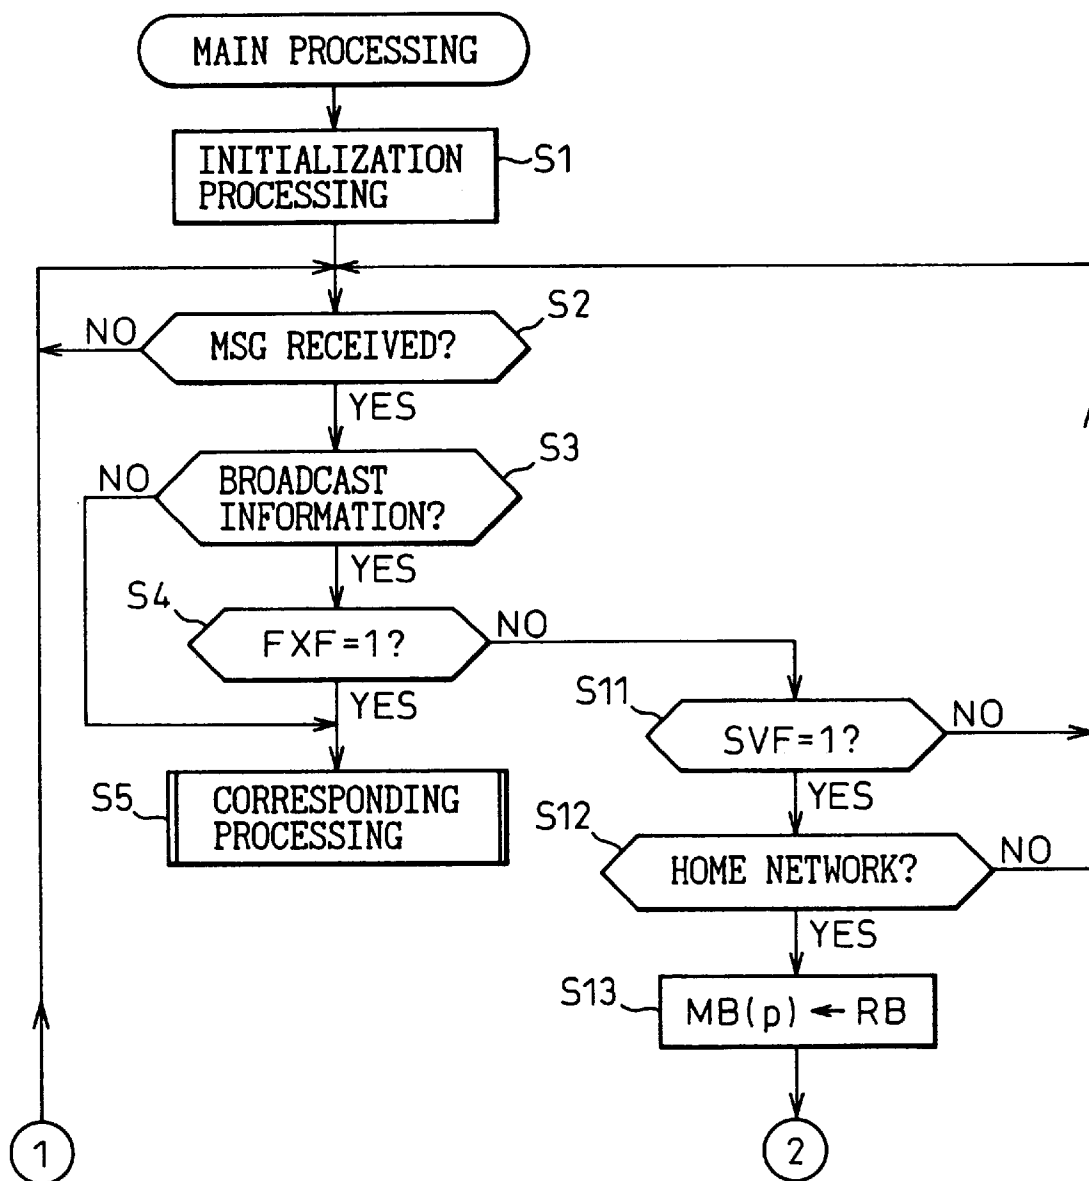 MAIN PROCESSING
INITIALIZATION
PROCESSING
S1
S2
NO
MSG RECEIVED?
YES
S3
NO
BROADCAST
INFORMATION?
YES
S4
FXF=1?
NO
YES
S11
SVF=1?
NO
YES
S5
CORRESPONDING
PROCESSING
S12
HOME NETWORK?
NO
YES
S13
MB(p) ← RB
1
2